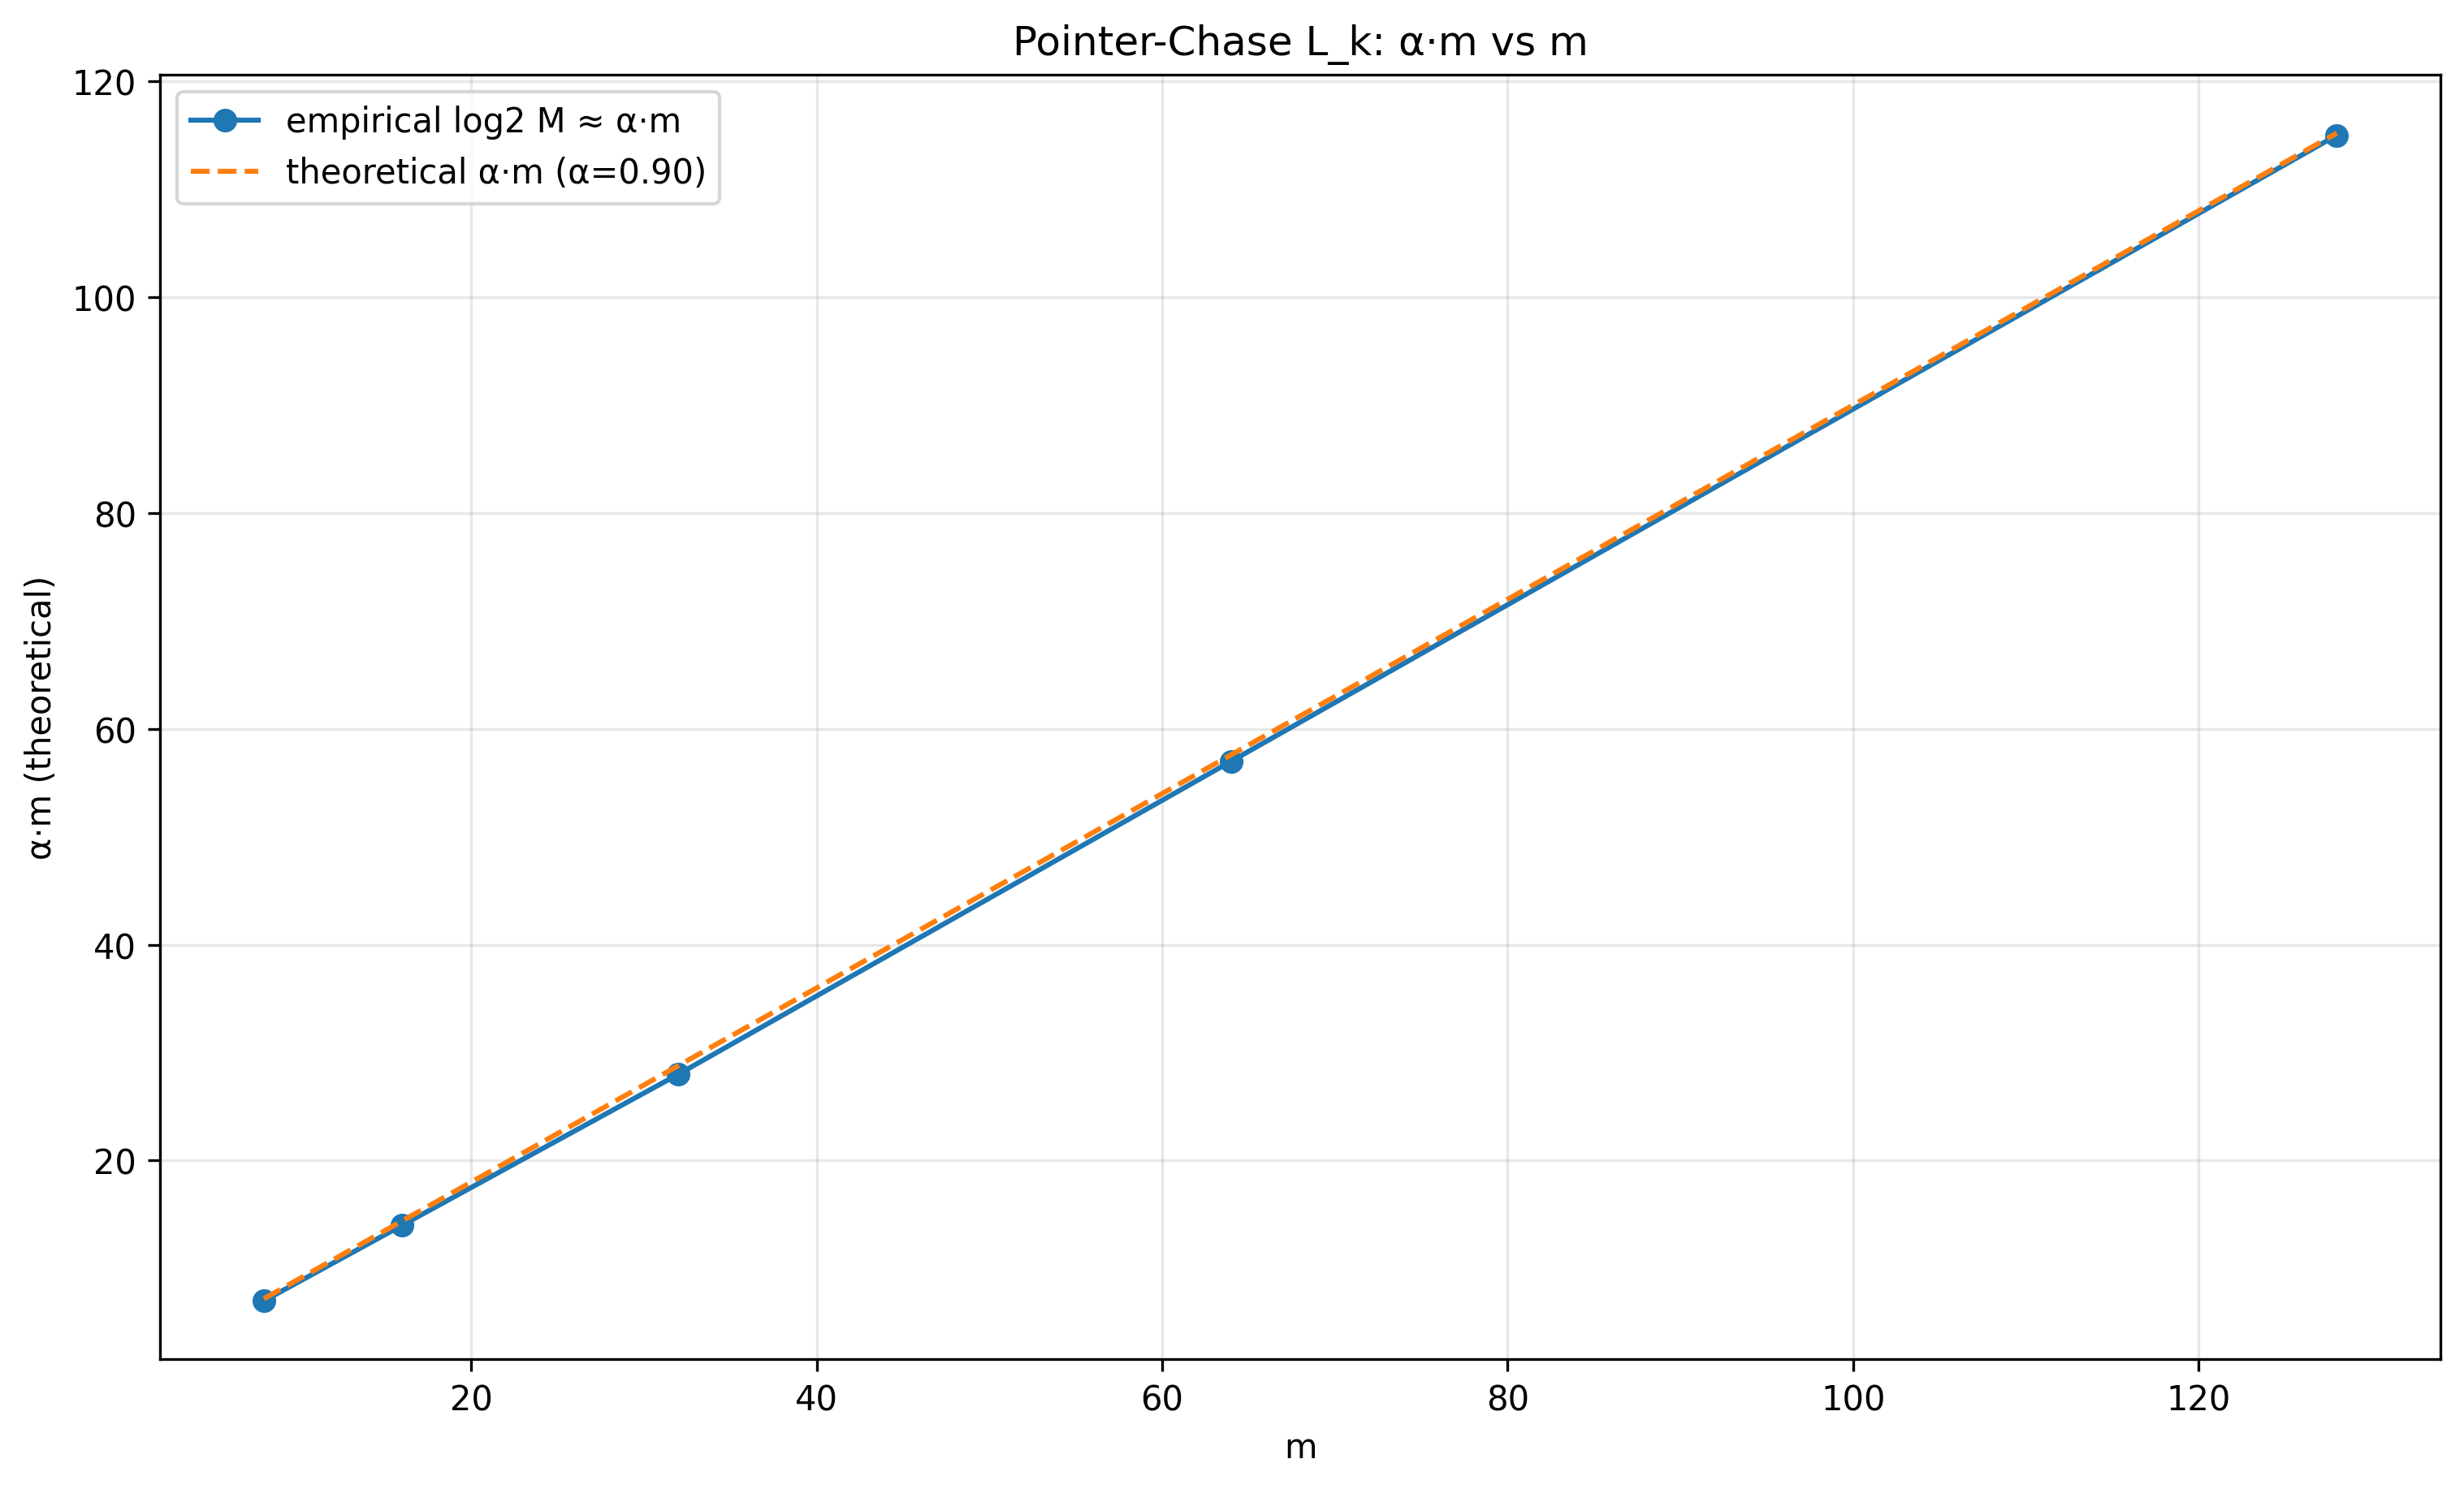 Pointer-Chase L_k: α·m vs m
empirical log2 M ≈ α·m
theoretical α·m (α=0.90)
α·m (theoretical)
120
100
80
60
40
20
20 40 60 80 100 120
m